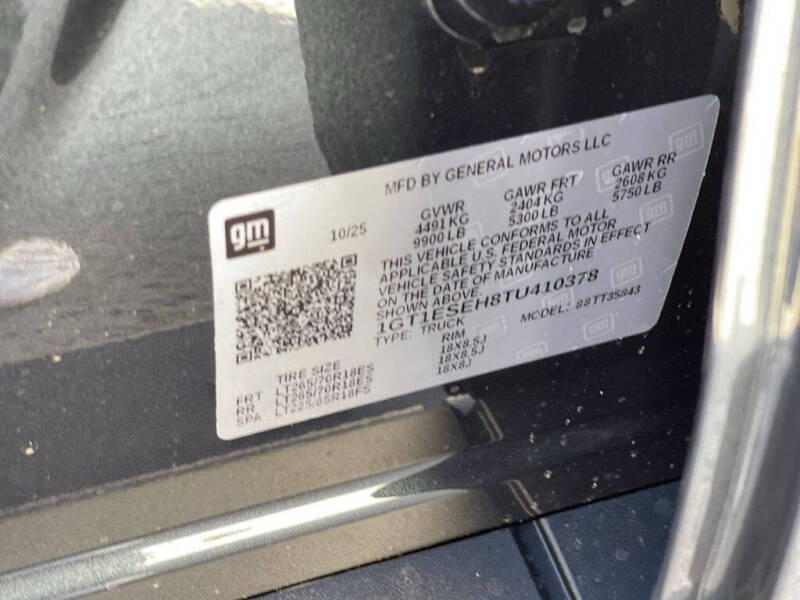 MFD BY GENERAL MOTORS LLC
gm
10/25
GVWR GAWR FRT GAWR RR
4491 KG 2404 KG 2608 KG
9900 LB 5300 LB 5750 LB
THIS VEHICLE CONFORMS TO ALL
APPLICABLE U.S. FEDERAL MOTOR
VEHICLE SAFETY STANDARDS IN EFFECT
ON THE DATE OF MANUFACTURE
SHOWN ABOVE.
1GT1ESEH8TU410378
TYPE: TRUCK MODEL: 88TT35843
TIRE SIZE RIM
FRT LT265/70R18ES 18X8.5J
RR LT265/70R18ES 18X8.5J
SPA 18X8J